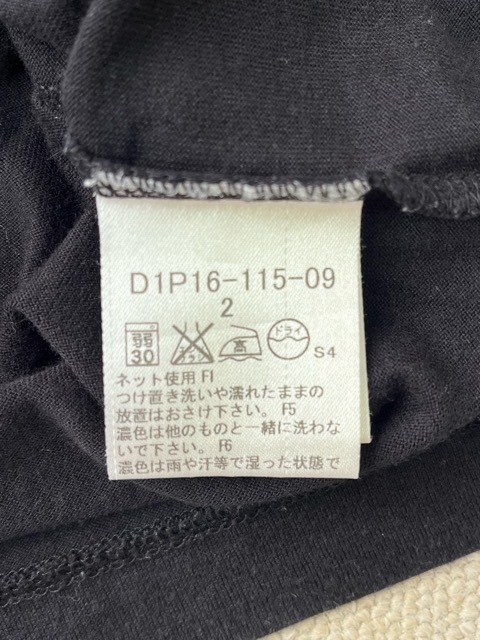 D1P16-115-09
2
弱 30 高 ドライ S4
ネット使用 F1
つけ置き洗いや濡れたままの
放置はおさけ下さい。 F5
濃色は他のものと一緒に洗わな
いで下さい。 F6
濃色は雨や汗等で湿った状態で